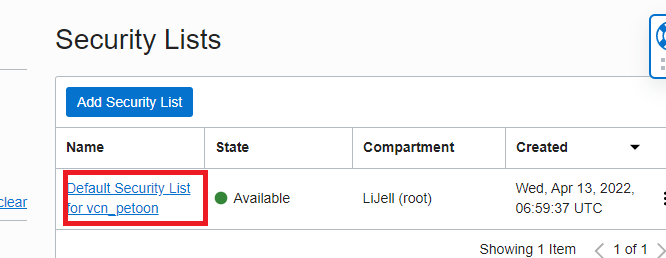 Security Lists
Add Security List
Name State Compartment Created
Default Security List
for vcn_petoon
Available LiJell (root) Wed, Apr 13, 2022,
06:59:37 UTC
clear
Showing 1 Item 1 of 1